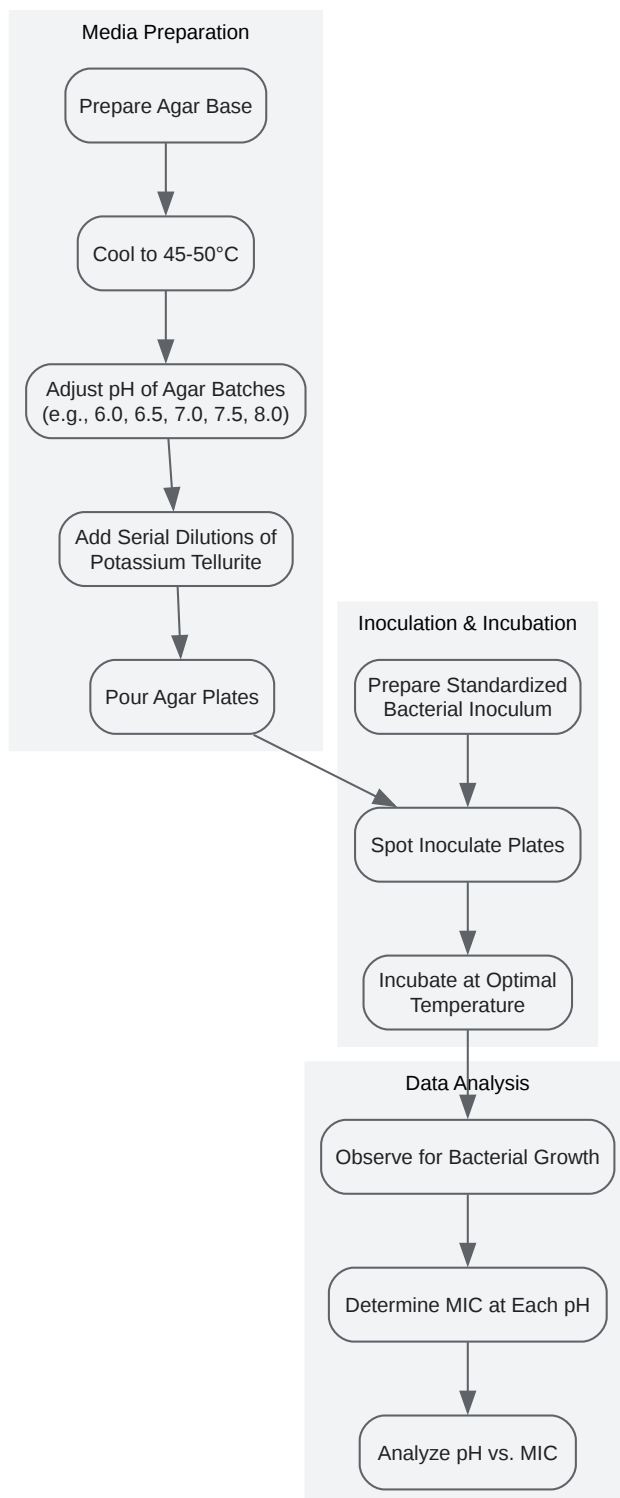 Media Preparation
Prepare Agar Base
Cool to 45-50°C
Adjust pH of Agar Batches
(e.g., 6.0, 6.5, 7.0, 7.5, 8.0)
Add Serial Dilutions of
Potassium Tellurite
Pour Agar Plates
Inoculation & Incubation
Prepare Standardized
Bacterial Inoculum
Spot Inoculate Plates
Incubate at Optimal
Temperature
Data Analysis
Observe for Bacterial Growth
Determine MIC at Each pH
Analyze pH vs. MIC